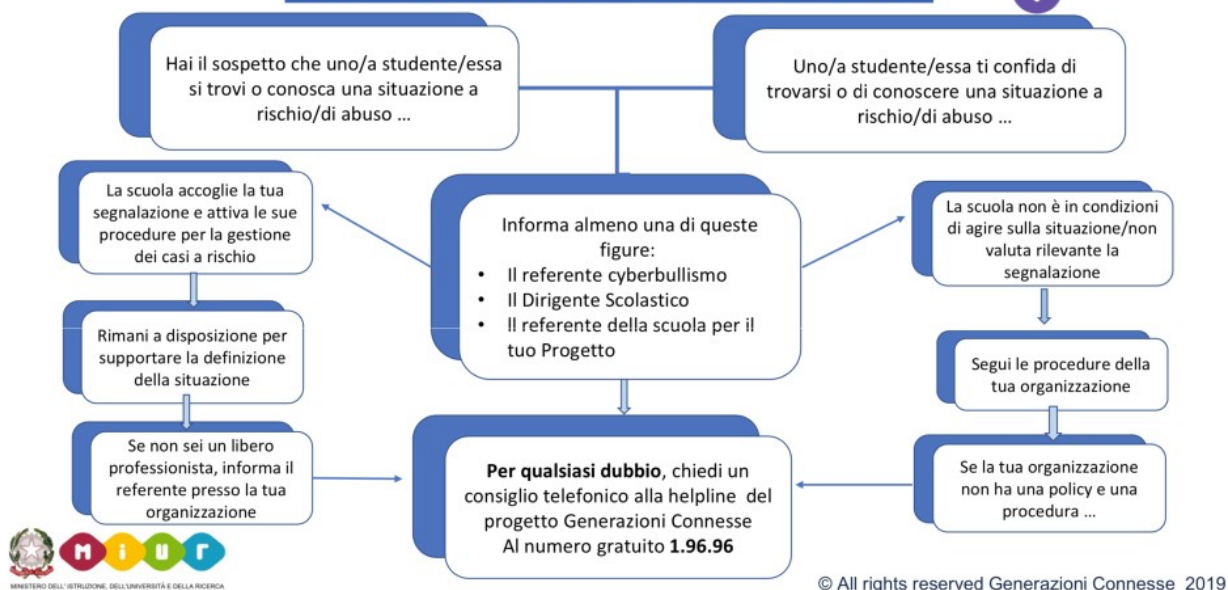 Hai il sospetto che uno/a studente/essa
si trovi o conosca una situazione a
rischio/di abuso ...
Uno/a studente/essa ti confida di
trovarsi o di conoscere una situazione a
rischio/di abuso ...
La scuola accoglie la tua
segnalazione e attiva le sue
procedure per la gestione
dei casi a rischio
Informa almeno una di queste
figure:
• Il referente cyberbullismo
• Il Dirigente Scolastico
• Il referente della scuola per il
tuo Progetto
La scuola non è in condizioni
di agire sulla situazione/non
valuta rilevante la
segnalazione
Rimani a disposizione per
supportare la definizione
della situazione
Segui le procedure della
tua organizzazione
Se non sei un libero
professionista, informa il
referente presso la tua
organizzazione
Per qualsiasi dubbio, chiedi un
consiglio telefonico alla helpline del
progetto Generazioni Connesse
Al numero gratuito 1.96.96
Se la tua organizzazione
non ha una policy e una
procedura ...
MIUR
MINISTERO DELL' ISTRUZIONE, DELL'UNIVERSITÀ E DELLA RICERCA
© All rights reserved Generazioni Connesse 2019